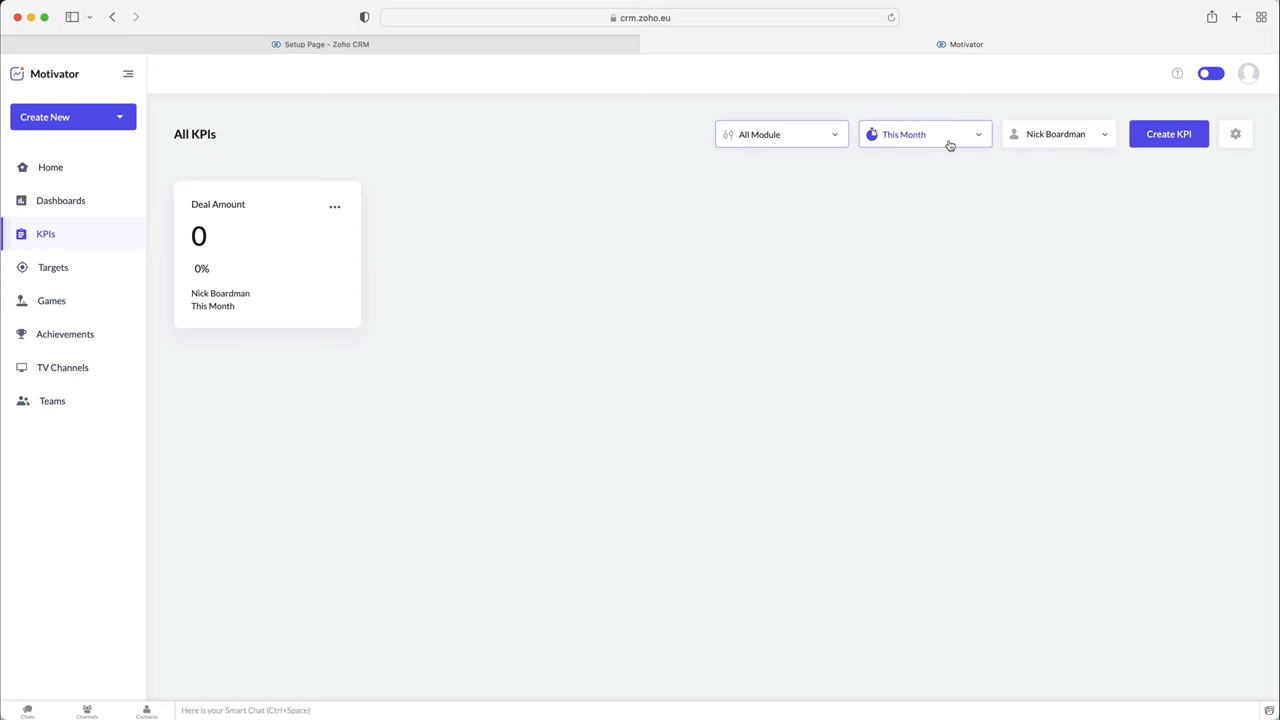 crm.zoho.eu
Setup Page - Zoho CRM
Motivator
Motivator
Create New
All KPIs
All Module
This Month
Nick Boardman
Create KPI
Home
Dashboards
KPIs
Targets
Games
Achievements
TV Channels
Teams
Deal Amount
0
0%
Nick Boardman
This Month
Chats
Channels
Contacts
Here is your Smart Chat (Ctrl+Space)